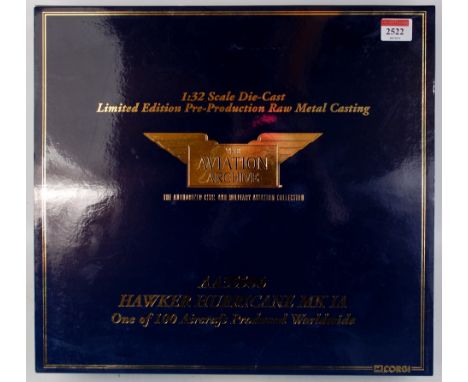 2522
1:32 Scale Die-Cast
Limited Edition Pre-Production Raw Metal Casting
THE
AVIATION
ARCHIVE
THE AUTHORIZED CIVIL AND MILITARY AVIATION COLLECTION
HAWKER HURRICANE MK IA
One of 100 Aircraft Produced Worldwide
CORGI